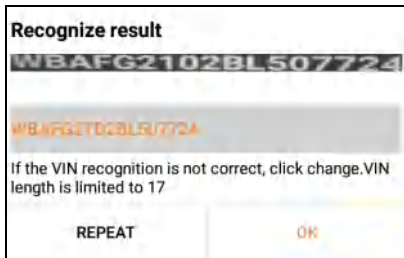 Recognize result
WBAFG2102BL507724
WBAFG2102BL507724
If the VIN recognition is not correct, click change.VIN
length is limited to 17
REPEAT
OK